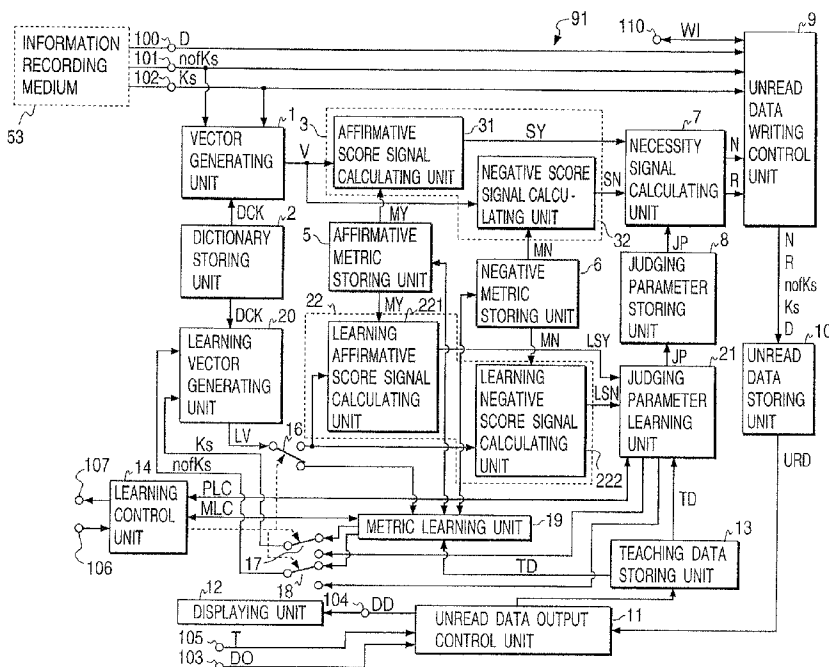 91
110
WI
9
INFORMATION
RECORDING
MEDIUM
53
100
D
101
nofKs
102
Ks
UNREAD
DATA
WRITING
CONTROL
UNIT
1
VECTOR
GENERATING
UNIT
V
3
31
AFFIRMATIVE
SCORE SIGNAL
CALCULATING UNIT
SY
NEGATIVE SCORE
SIGNAL CALCU-
LATING UNIT
SN
32
7
NECESSITY
SIGNAL
CALCULATING
UNIT
N
R
DCK
2
DICTIONARY
STORING
UNIT
MY
5
AFFIRMATIVE
METRIC
STORING UNIT
MN
6
NEGATIVE
METRIC
STORING UNIT
JP
8
JUDGING
PARAMETER
STORING
UNIT
N
R
nofKs
Ks
D
10
UNREAD
DATA
STORING
UNIT
URD
DCK
20
LEARNING
VECTOR
GENERATING
UNIT
LV
22
MY
221
LEARNING
AFFIRMATIVE
SCORE SIGNAL
CALCULATING
UNIT
MN
LSY
LEARNING
NEGATIVE
SCORE SIGNAL
CALCULATING
UNIT
LSN
222
JP
21
JUDGING
PARAMETER
LEARNING
UNIT
Ks
nofKs
16
107
14
LEARNING
CONTROL
UNIT
106
PLC
MLC
17
18
METRIC LEARNING UNIT
19
TD
TD
13
TEACHING DATA
STORING UNIT
12
DISPLAYING UNIT
104
DD
UNREAD DATA OUTPUT
CONTROL UNIT
11
105
T
103
DO